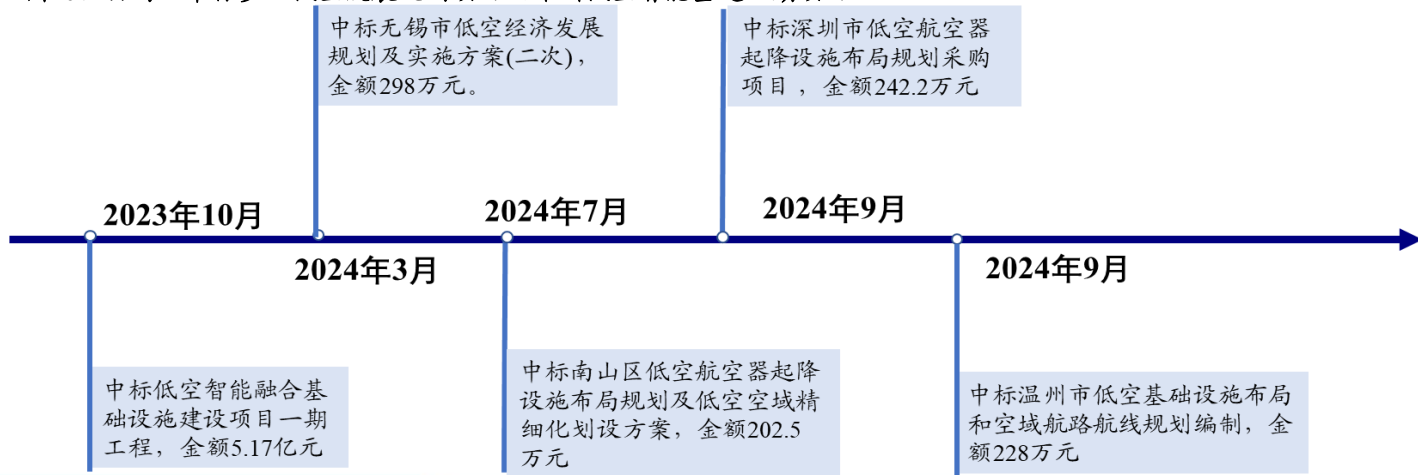 中标无锡市低空经济发展
规划及实施方案(二次)，
金额298万元。
中标深圳市低空航空器
起降设施布局规划采购
项目，金额242.2万元
2023年10月
2024年7月
2024年9月
2024年3月
2024年9月
中标低空智能融合基
础设施建设项目一期
工程，金额5.17亿元
中标南山区低空航空器起降
设施布局规划及低空空域精
细化划设方案，金额202.5
万元
中标温州市低空基础设施布局
和空域航路航线规划编制，金
额228万元